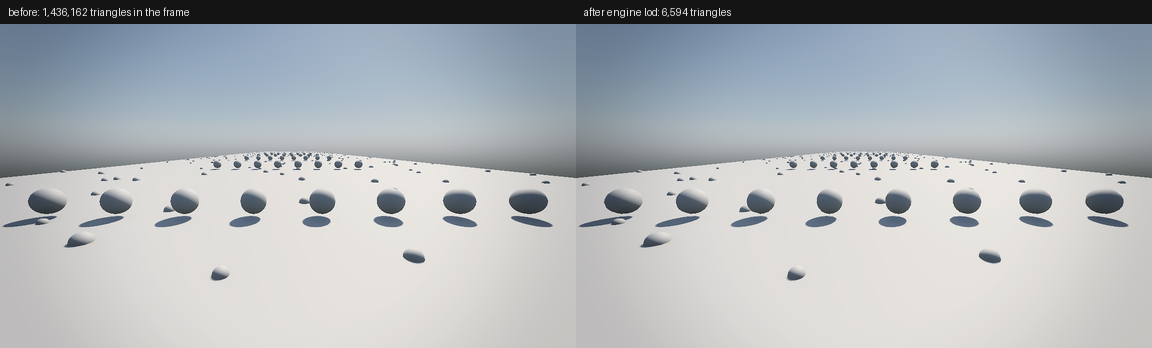 before: 1,436,162 triangles in the frame
after engine lod: 6,594 triangles